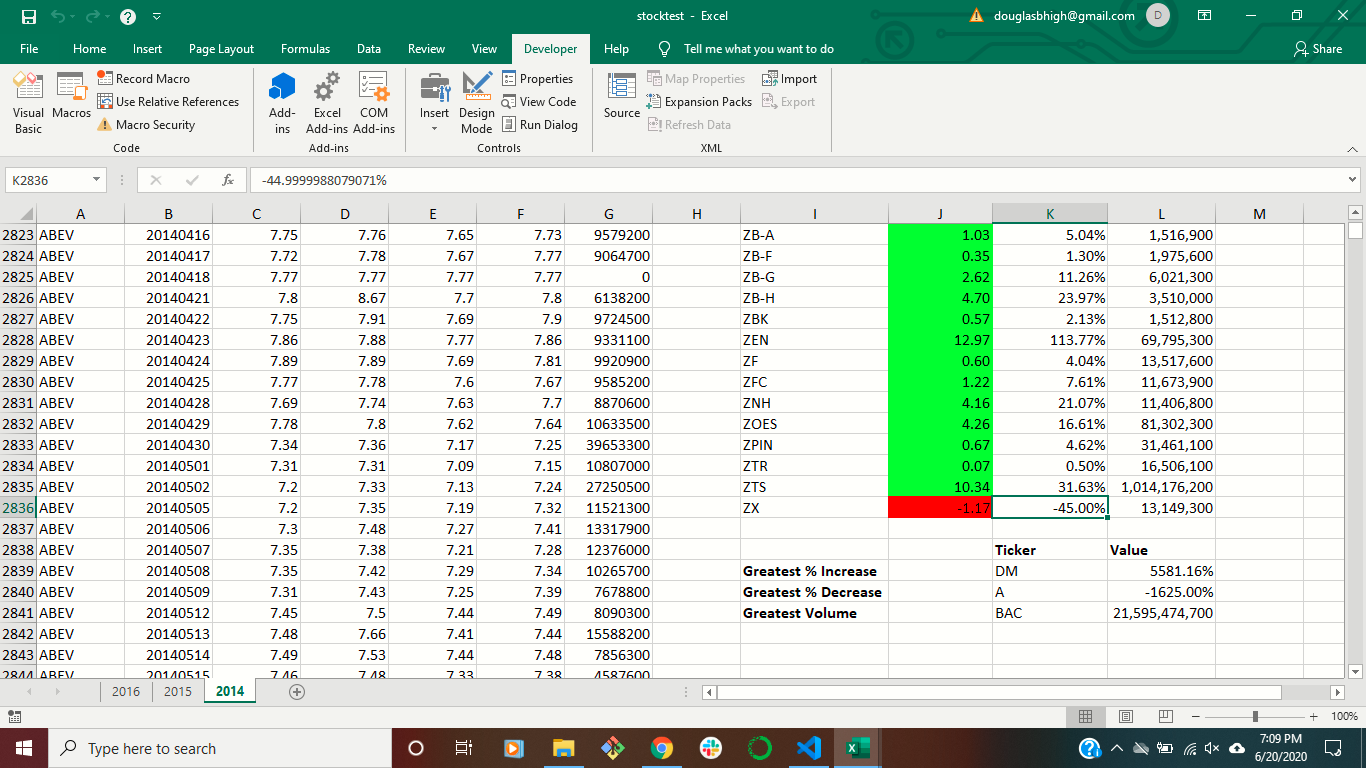 stocktest - Excel
douglasbhigh@gmail.com D
File Home Insert Page Layout Formulas Data Review View Developer Help Tell me what you want to do Share
Visual Basic
Macros
Record Macro
Use Relative References
Macro Security
Code
Add-ins
Excel Add-ins
COM Add-ins
Add-ins
Insert
Design Mode
Properties
View Code
Run Dialog
Controls
Source
Map Properties
Expansion Packs
Refresh Data
Import
Export
XML
K2836 fx -44.9999988079071%
A B C D E F G H I J K L M
2823 ABEV 20140416 7.75 7.76 7.65 7.73 9579200 ZB-A 1.03 5.04% 1,516,900
2824 ABEV 20140417 7.72 7.78 7.67 7.77 9064700 ZB-F 0.35 1.30% 1,975,600
2825 ABEV 20140418 7.77 7.77 7.77 7.77 0 ZB-G 2.62 11.26% 6,021,300
2826 ABEV 20140421 7.8 8.67 7.7 7.8 6138200 ZB-H 4.70 23.97% 3,510,000
2827 ABEV 20140422 7.75 7.91 7.69 7.9 9724500 ZBK 0.57 2.13% 1,512,800
2828 ABEV 20140423 7.86 7.88 7.77 7.86 9331100 ZEN 12.97 113.77% 69,795,300
2829 ABEV 20140424 7.89 7.89 7.69 7.81 9920900 ZF 0.60 4.04% 13,517,600
2830 ABEV 20140425 7.77 7.78 7.6 7.67 9585200 ZFC 1.22 7.61% 11,673,900
2831 ABEV 20140428 7.69 7.74 7.63 7.7 8870600 ZNH 4.16 21.07% 11,406,800
2832 ABEV 20140429 7.78 7.8 7.62 7.64 10633500 ZOES 4.26 16.61% 81,302,300
2833 ABEV 20140430 7.34 7.36 7.17 7.25 39653300 ZPIN 0.67 4.62% 31,461,100
2834 ABEV 20140501 7.31 7.31 7.09 7.15 10807000 ZTR 0.07 0.50% 16,506,100
2835 ABEV 20140502 7.2 7.33 7.13 7.24 27250500 ZTS 10.34 31.63% 1,014,176,200
2836 ABEV 20140505 7.2 7.35 7.19 7.32 11521300 ZX -1.17 -45.00% 13,149,300
2837 ABEV 20140506 7.3 7.48 7.27 7.41 13317900
2838 ABEV 20140507 7.35 7.38 7.21 7.28 12376000 Ticker Value
2839 ABEV 20140508 7.35 7.42 7.29 7.34 10265700 Greatest % Increase DM 5581.16%
2840 ABEV 20140509 7.31 7.43 7.25 7.39 7678800 Greatest % Decrease A -1625.00%
2841 ABEV 20140512 7.45 7.5 7.44 7.49 8090300 Greatest Volume BAC 21,595,474,700
2842 ABEV 20140513 7.48 7.66 7.41 7.44 15588200
2843 ABEV 20140514 7.49 7.53 7.44 7.48 7856300
2844 ABEV 20140515 7.46 7.48 7.33 7.38 4587600
2016 2015 2014
100%
Type here to search
7:09 PM
6/20/2020